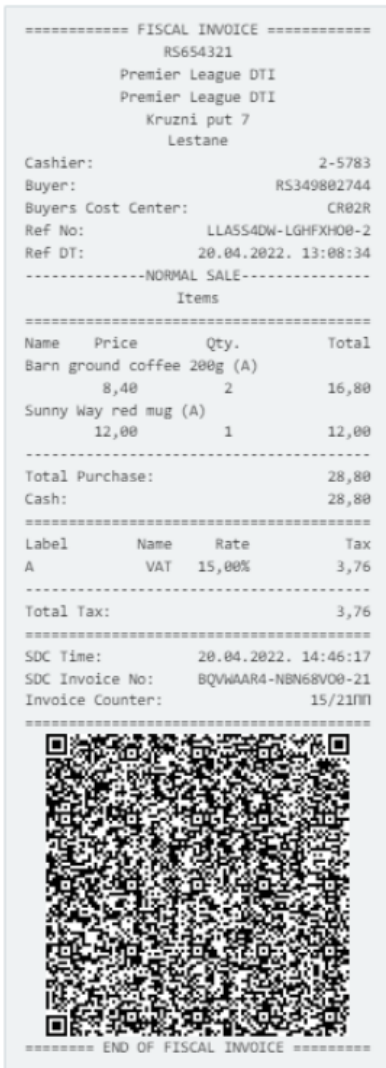 ============ FISCAL INVOICE ============
RS654321
Premier League DTI
Premier League DTI
Kruzni put 7
Lestane
Cashier: 2-5783
Buyer: RS349802744
Buyers Cost Center: CR02R
Ref No: LLA5S4DW-LGHFXHO0-2
Ref DT: 20.04.2022. 13:08:34
--------------NORMAL SALE---------------
Items
========================================
Name Price Qty. Total
Barn ground coffee 200g (A)
8,40 2 16,80
Sunny Way red mug (A)
12,00 1 12,00
----------------------------------------
Total Purchase: 28,80
Cash: 28,80
========================================
Label Name Rate Tax
A VAT 15,00% 3,76
----------------------------------------
Total Tax: 3,76
========================================
SDC Time: 20.04.2022. 14:46:17
SDC Invoice No: BQVWAAR4-NBN68VO0-21
Invoice Counter: 15/21ПП
========================================
======== END OF FISCAL INVOICE =========